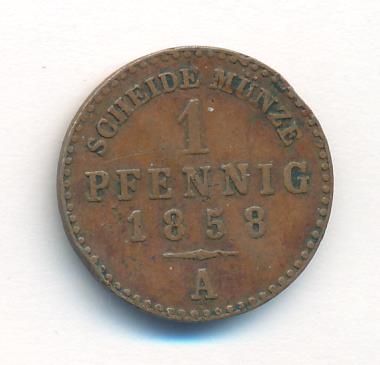 SCHEIDE MÜNZE
1
PFENNIG
1858
A